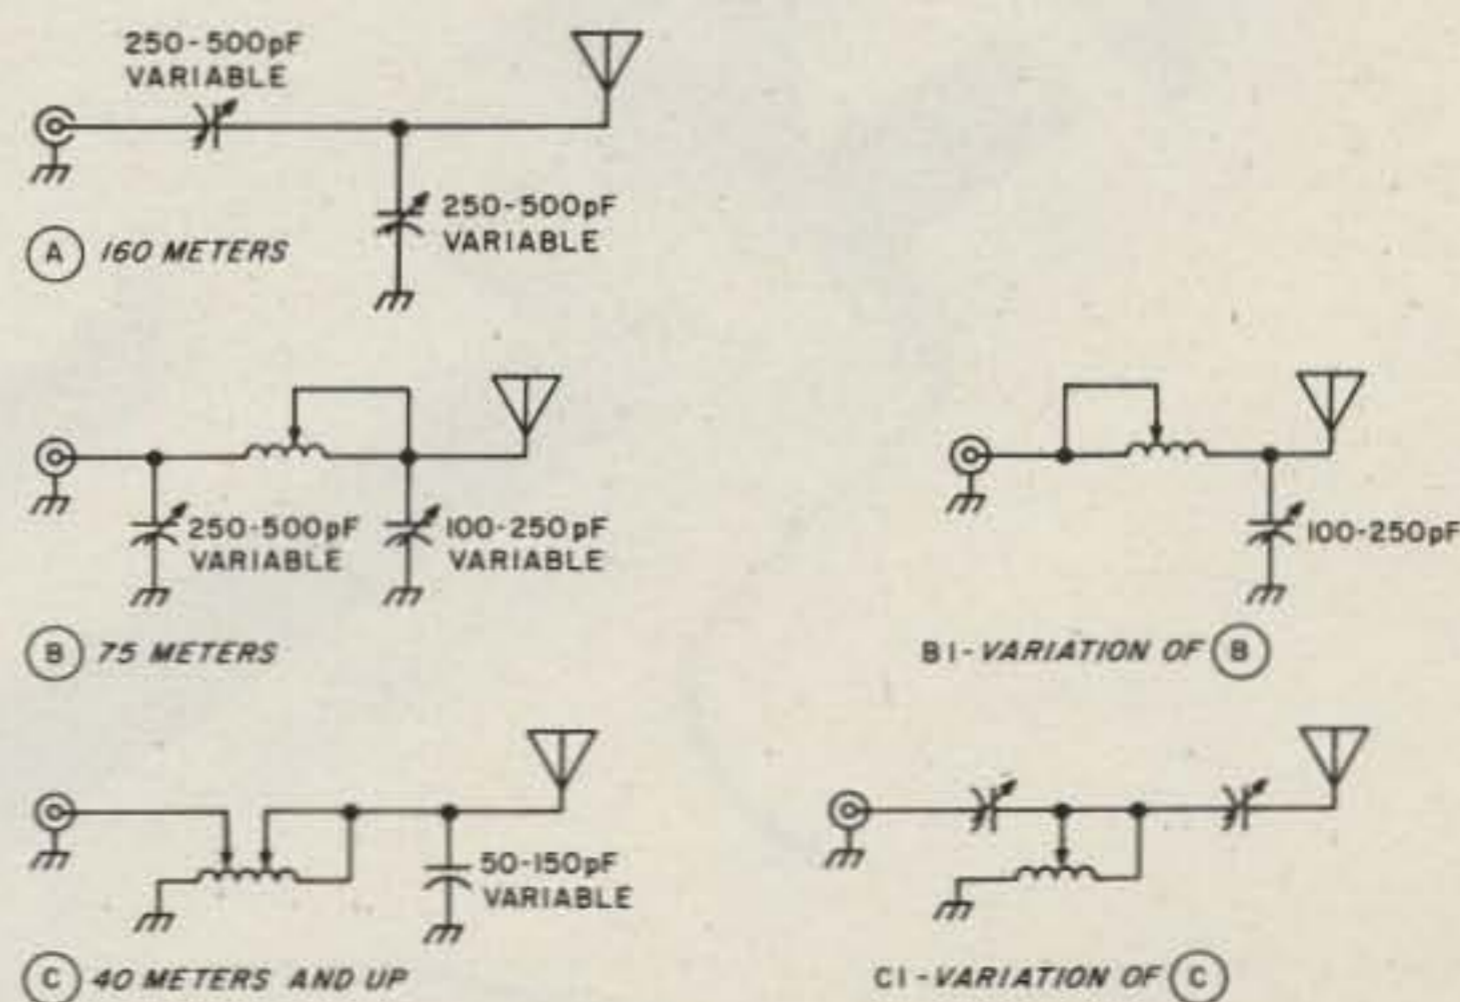 250-500pF
VARIABLE
250-500pF
VARIABLE
A 160 METERS
250-500pF
VARIABLE
100-250pF
VARIABLE
B 75 METERS
100-250pF
B1-VARIATION OF B
50-150pF
VARIABLE
C 40 METERS AND UP
C1-VARIATION OF C